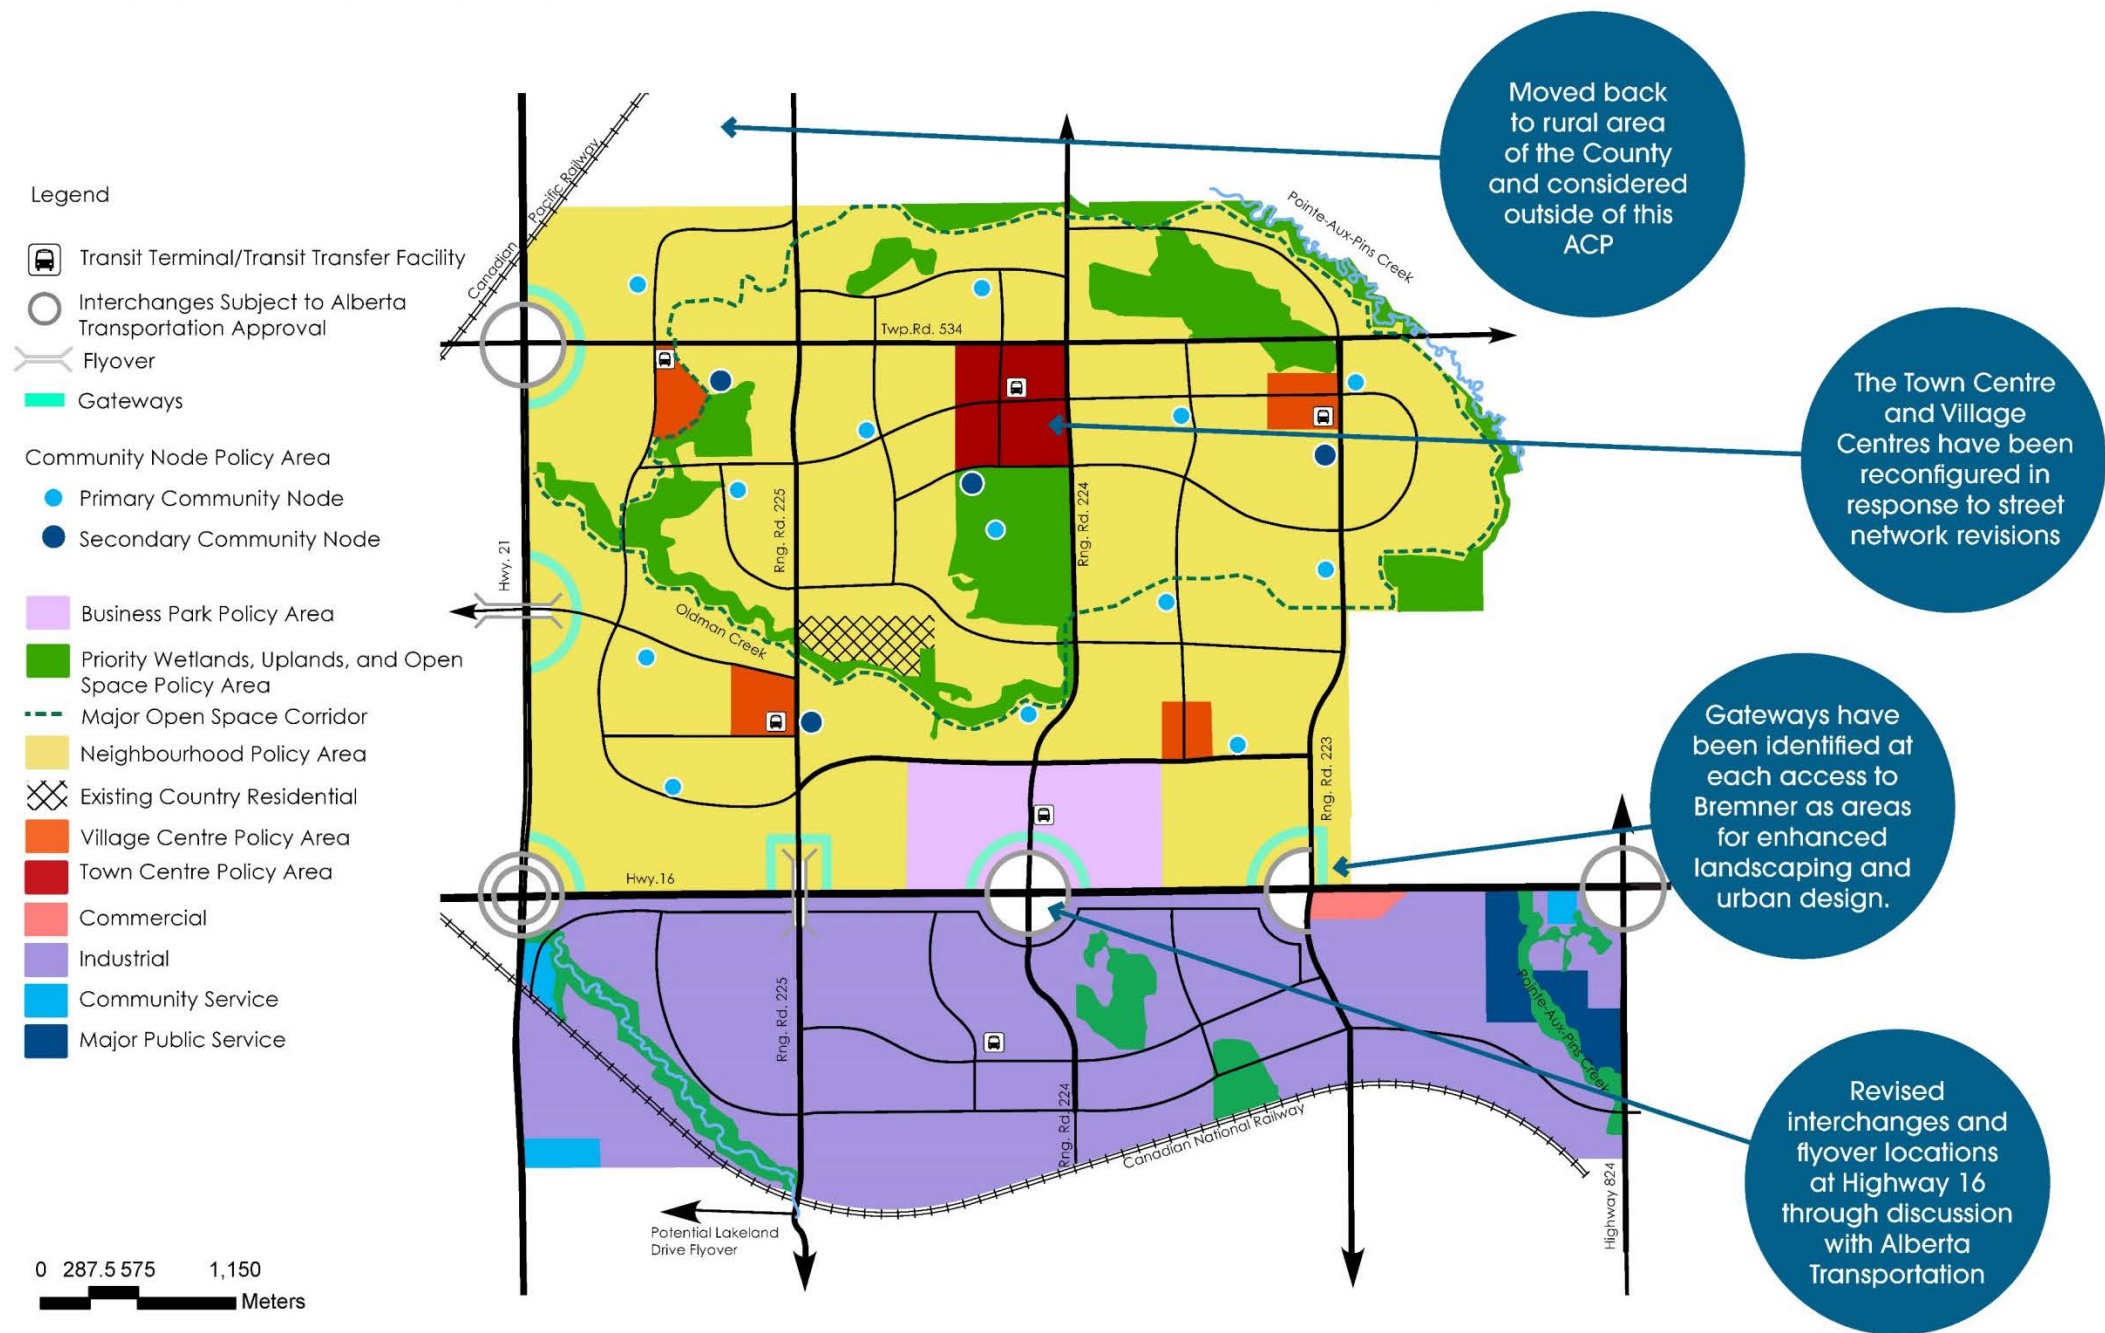 Legend
Transit Terminal/Transit Transfer Facility
Interchanges Subject to Alberta
Transportation Approval
Flyover
Gateways
Community Node Policy Area
Primary Community Node
Secondary Community Node
Business Park Policy Area
Priority Wetlands, Uplands, and Open
Space Policy Area
Major Open Space Corridor
Neighbourhood Policy Area
Existing Country Residential
Village Centre Policy Area
Town Centre Policy Area
Commercial
Industrial
Community Service
Major Public Service
0 287.5 575 1,150
Meters
Canadian Pacific Railway
Pointe-Aux-Pins Creek
Twp.Rd. 534
Rng. Rd. 225
Rng. Rd. 224
Hwy. 21
Oldman Creek
Rng. Rd. 223
Hwy.16
Rng. Rd. 225
Rng. Rd. 224
Canadian National Railway
Pointe-Aux-Pins Creek
Highway 824
Potential Lakeland
Drive Flyover
Moved back
to rural area
of the County
and considered
outside of this
ACP
The Town Centre
and Village
Centres have been
reconfigured in
response to street
network revisions
Gateways have
been identified at
each access to
Bremner as areas
for enhanced
landscaping and
urban design.
Revised
interchanges and
flyover locations
at Highway 16
through discussion
with Alberta
Transportation